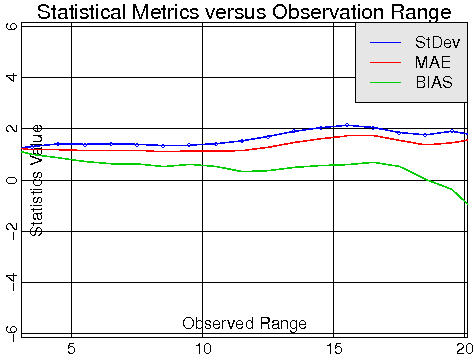 Statistical Metrics versus Observation Range
StDev
MAE
BIAS
6
4
2
0
−2
−4
−6
Statistics Value
Observed Range
5
10
15
20